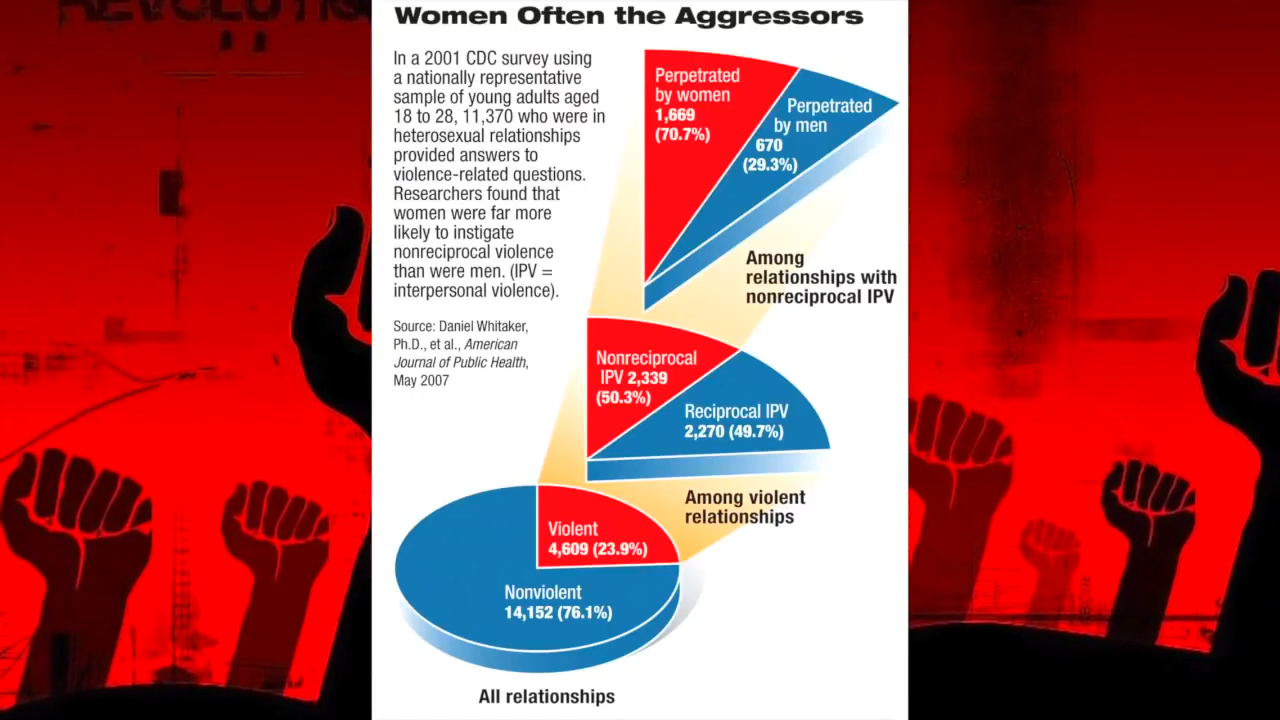 REVOLUTION
Women Often the Aggressors
In a 2001 CDC survey using
a nationally representative
sample of young adults aged
18 to 28, 11,370 who were in
heterosexual relationships
provided answers to
violence-related questions.
Researchers found that
women were far more
likely to instigate
nonreciprocal violence
than were men. (IPV =
interpersonal violence).
Source: Daniel Whitaker,
Ph.D., et al., American
Journal of Public Health,
May 2007
Perpetrated
by women
1,669
(70.7%)
Perpetrated
by men
670
(29.3%)
Among
relationships with
nonreciprocal IPV
Nonreciprocal
IPV 2,339
(50.3%)
Reciprocal IPV
2,270 (49.7%)
Among violent
relationships
Violent
4,609 (23.9%)
Nonviolent
14,152 (76.1%)
All relationships